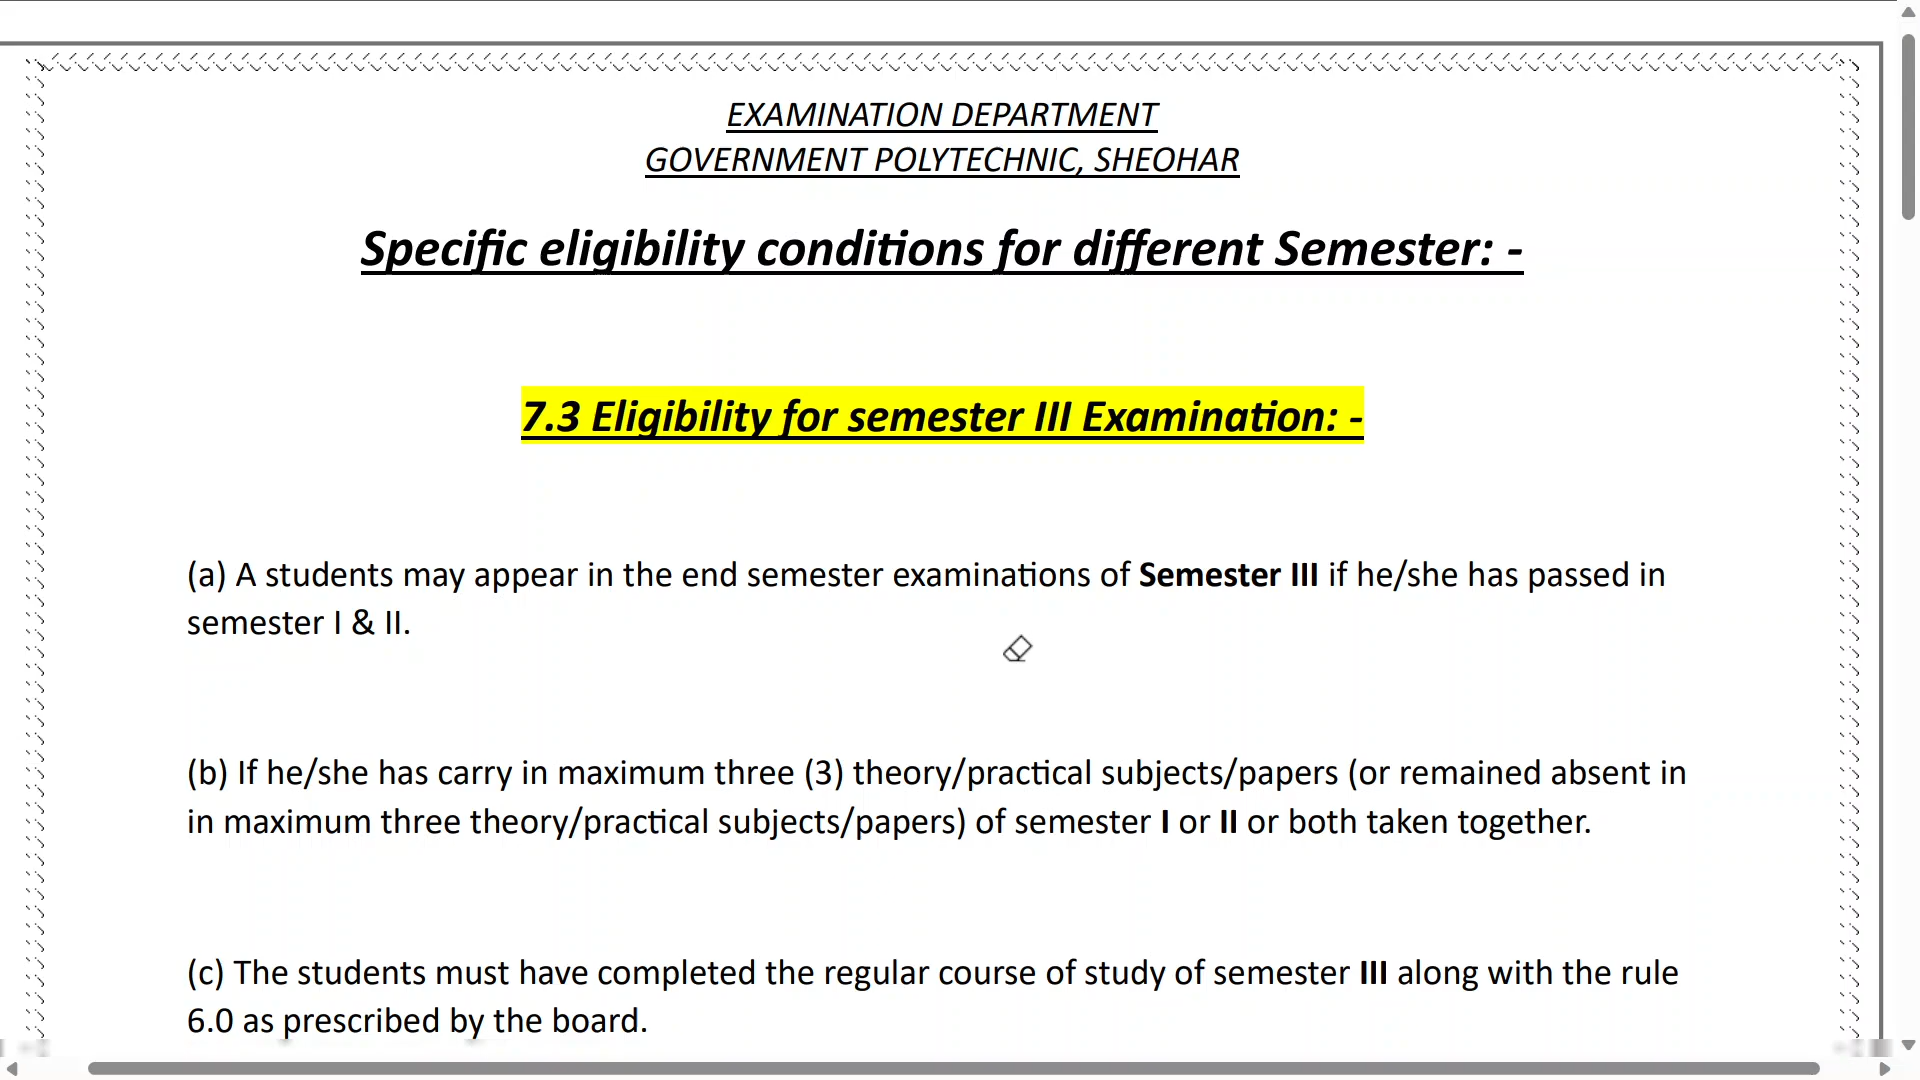 EXAMINATION DEPARTMENT
GOVERNMENT POLYTECHNIC, SHEOHAR
Specific eligibility conditions for different Semester: -
7.3 Eligibility for semester III Examination: -
(a) A students may appear in the end semester examinations of Semester III if he/she has passed in
semester I & II.
(b) If he/she has carry in maximum three (3) theory/practical subjects/papers (or remained absent in
in maximum three theory/practical subjects/papers) of semester I or II or both taken together.
(c) The students must have completed the regular course of study of semester III along with the rule
6.0 as prescribed by the board.